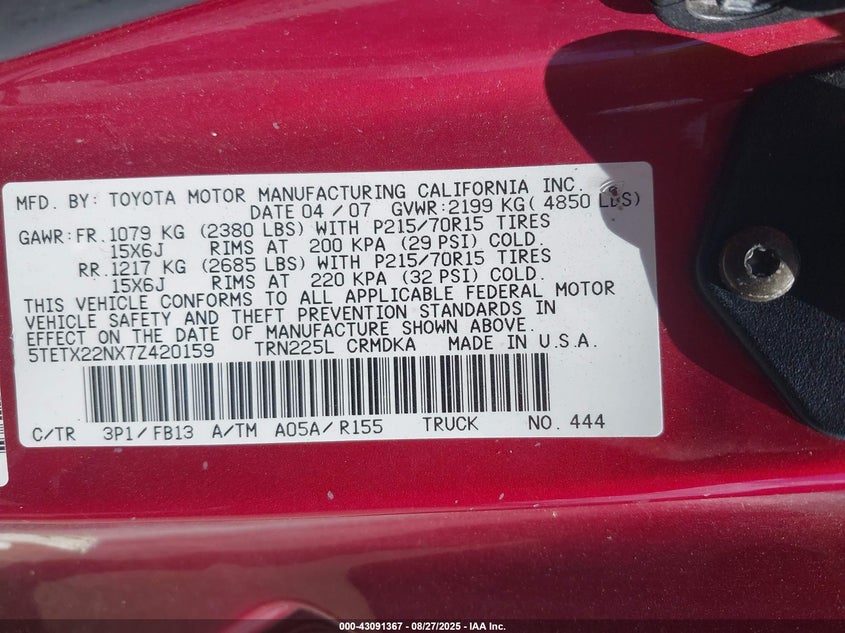 MFD. BY: TOYOTA MOTOR MANUFACTURING CALIFORNIA INC.
DATE 04 / 07 GVWR:2199 KG( 4850 LBS)
GAWR:FR.1079 KG (2380 LBS) WITH P215/70R15 TIRES
15X6J RIMS AT 200 KPA (29 PSI) COLD.
RR.1217 KG (2685 LBS) WITH P215/70R15 TIRES
15X6J RIMS AT 220 KPA (32 PSI) COLD.
THIS VEHICLE CONFORMS TO ALL APPLICABLE FEDERAL MOTOR
VEHICLE SAFETY AND THEFT PREVENTION STANDARDS IN
EFFECT ON THE DATE OF MANUFACTURE SHOWN ABOVE.
5TETX22NX7Z420159 TRN225L CRMDKA MADE IN U.S.A.
C/TR 3P1/FB13 A/TM A05A/R155 TRUCK NO. 444
000-43091367 - 08/27/2025 - IAA Inc.